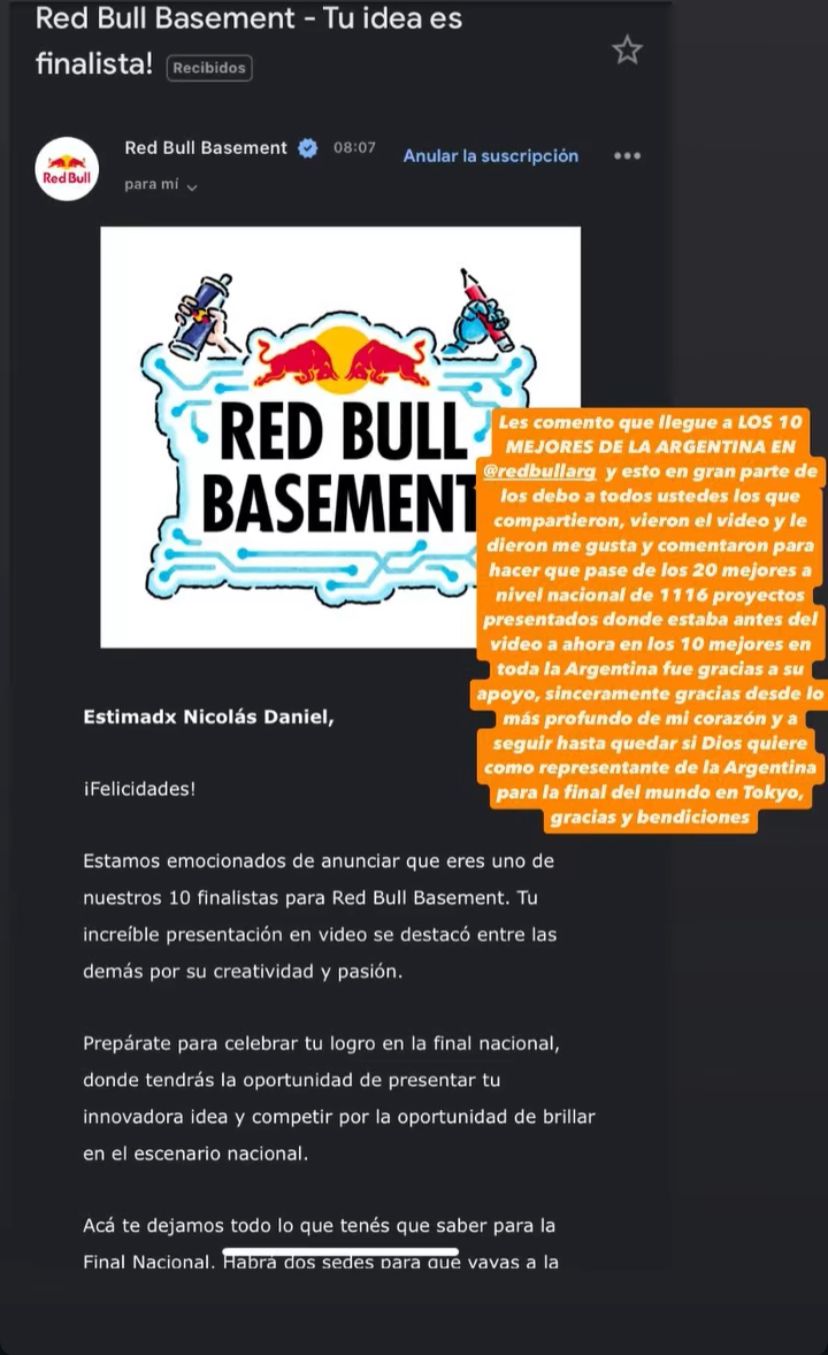 Red Bull Basement - Tu idea es
finalista! Recibidos
Red Bull
Red Bull Basement 08:07 Anular la suscripción
para mí
RED BULL
BASEMENT
Les comento que llegue a LOS 10
MEJORES DE LA ARGENTINA EN
@redbullarg y esto en gran parte de
los debo a todos ustedes los que
compartieron, vieron el video y le
dieron me gusta y comentaron para
hacer que pase de los 20 mejores a
nivel nacional de 1116 proyectos
presentados donde estaba antes del
video a ahora en los 10 mejores en
toda la Argentina fue gracias a su
apoyo, sinceramente gracias desde lo
más profundo de mi corazón y a
seguir hasta quedar si Dios quiere
como representante de la Argentina
para la final del mundo en Tokyo,
gracias y bendiciones
Estimadx Nicolás Daniel,
¡Felicidades!
Estamos emocionados de anunciar que eres uno de
nuestros 10 finalistas para Red Bull Basement. Tu
increíble presentación en video se destacó entre las
demás por su creatividad y pasión.
Prepárate para celebrar tu logro en la final nacional,
donde tendrás la oportunidad de presentar tu
innovadora idea y competir por la oportunidad de brillar
en el escenario nacional.
Acá te dejamos todo lo que tenés que saber para la
Final Nacional. Habrá dos sedes para que vayas a la